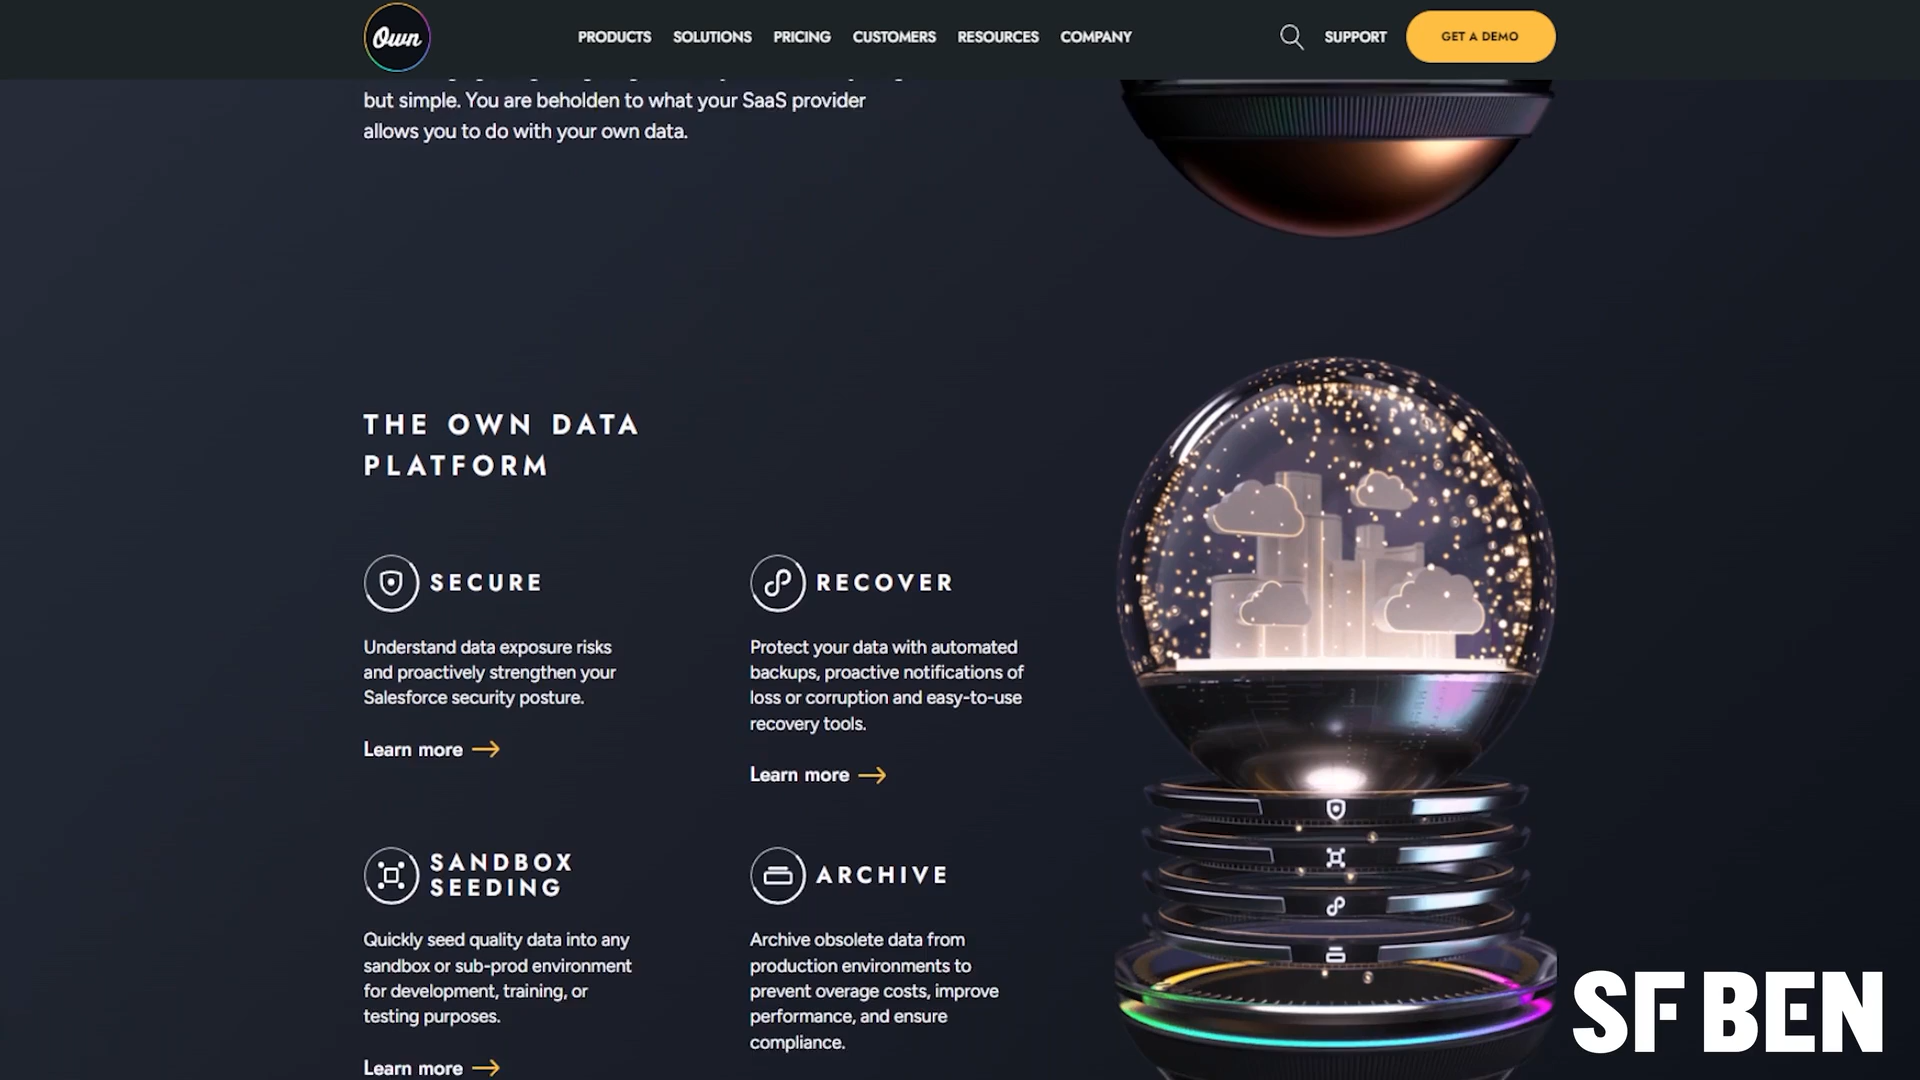 Own
PRODUCTS SOLUTIONS PRICING CUSTOMERS RESOURCES COMPANY SUPPORT GET A DEMO
but simple. You are beholden to what your SaaS provider
allows you to do with your own data.
THE OWN DATA
PLATFORM
SECURE
Understand data exposure risks
and proactively strengthen your
Salesforce security posture.
Learn more
RECOVER
Protect your data with automated
backups, proactive notifications of
loss or corruption and easy-to-use
recovery tools.
Learn more
SANDBOX
SEEDING
Quickly seed quality data into any
sandbox or sub-prod environment
for development, training, or
testing purposes.
Learn more
ARCHIVE
Archive obsolete data from
production environments to
prevent overage costs, improve
performance, and ensure
compliance.
SF BEN